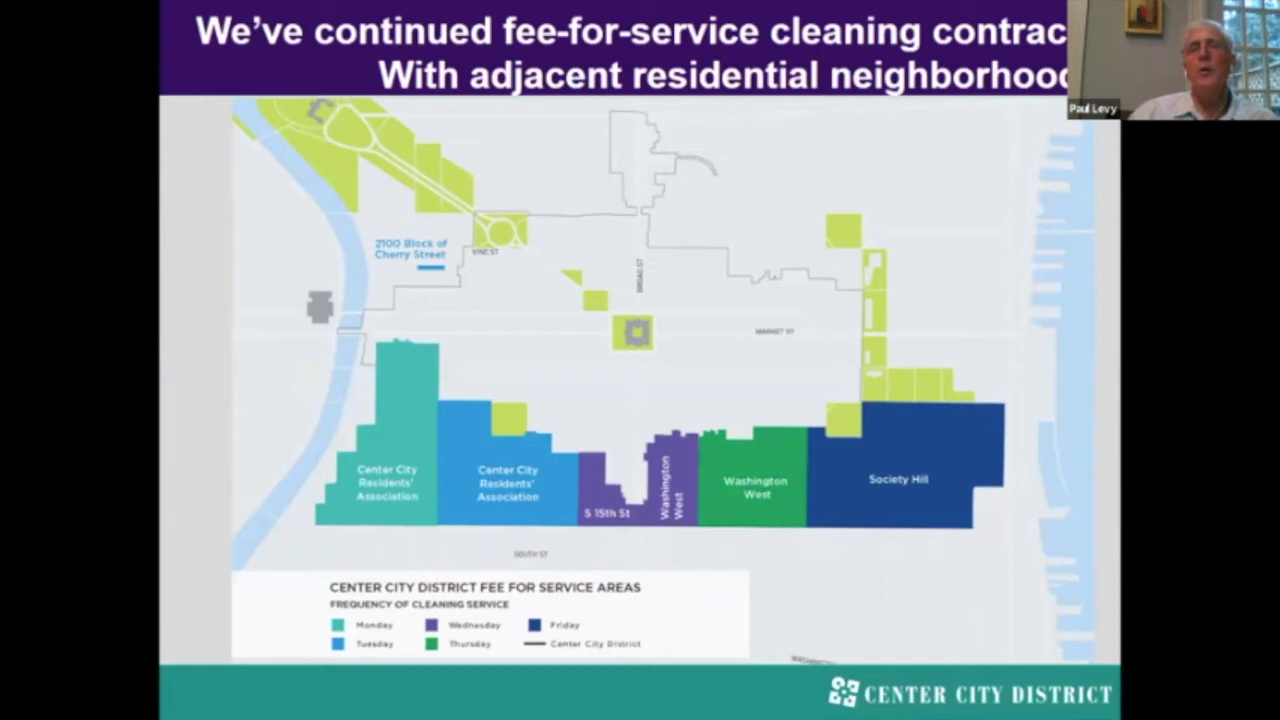 We've continued fee-for-service cleaning contrac
With adjacent residential neighborhood
Paul Levy
2100 Block of
Cherry Street
VINE ST
BROAD ST
MARKET ST
Center City
Residents'
Association
Center City
Residents'
Association
S 15th St
Washington
West
Washington
West
Society Hill
SOUTH ST
CENTER CITY DISTRICT FEE FOR SERVICE AREAS
FREQUENCY OF CLEANING SERVICE
Monday
Wednesday
Friday
Tuesday
Thursday
Center City District
CENTER CITY DISTRICT